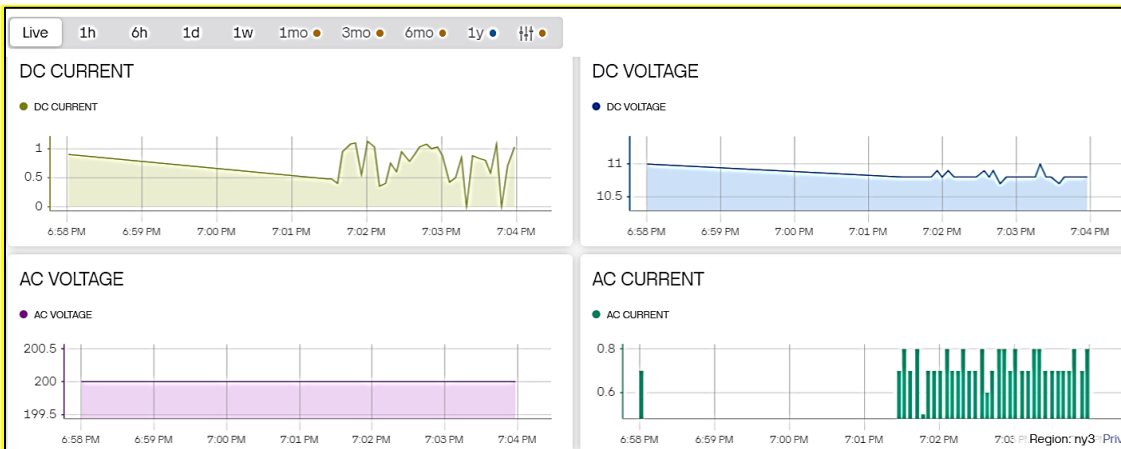 Live 1h 6h 1d 1w 1mo 3mo 6mo 1y
DC CURRENT
DC CURRENT
1
0.5
0
6:58 PM 6:59 PM 7:00 PM 7:01 PM 7:02 PM 7:03 PM 7:04 PM
DC VOLTAGE
DC VOLTAGE
11
10.5
6:58 PM 6:59 PM 7:00 PM 7:01 PM 7:02 PM 7:03 PM 7:04 PM
AC VOLTAGE
AC VOLTAGE
200.5
200
199.5
6:58 PM 6:59 PM 7:00 PM 7:01 PM 7:02 PM 7:03 PM 7:04 PM
AC CURRENT
AC CURRENT
0.8
0.6
6:58 PM 6:59 PM 7:00 PM 7:01 PM 7:02 PM
Region: ny3 Priv